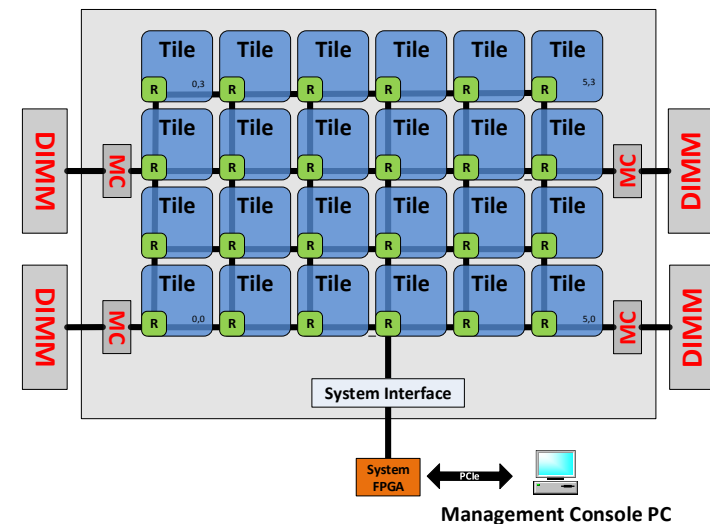 Tile Tile Tile Tile Tile Tile
R 0,3 R R R R R 5,3
DIMM MC Tile Tile Tile Tile Tile Tile MC DIMM
R R R R R R
Tile Tile Tile Tile Tile Tile
R R R R R R
DIMM MC Tile Tile Tile Tile Tile Tile MC DIMM
R 0,0 R R R R R 5,0
System Interface
System
FPGA
PCIe
Management Console PC